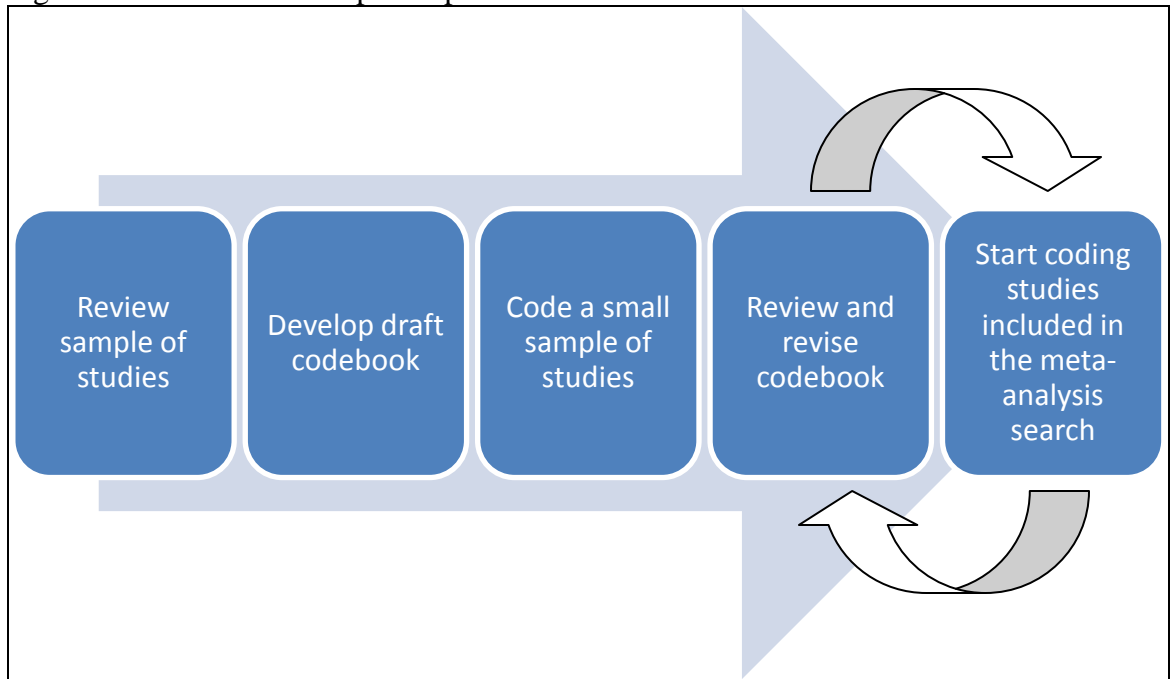 Review
sample of
studies
Develop draft
codebook
Code a small
sample of
studies
Review and
revise
codebook
Start coding
studies
included in
the meta-
analysis
search